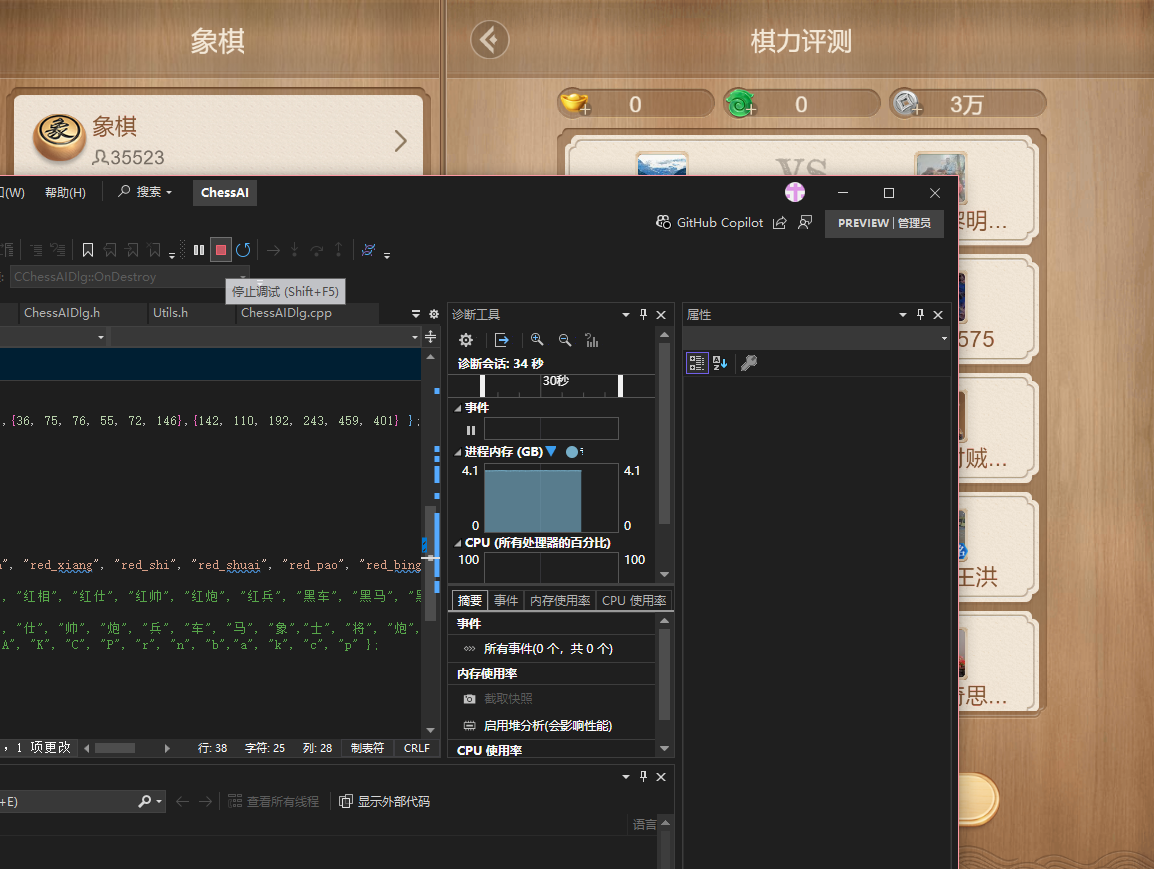 象棋
棋力评测
0
0
3万
象棋
35523
VS
(W)
帮助(H)
搜索
ChessAI
GitHub Copilot
PREVIEW
管理员
明...
CChessAIDlg::OnDestroy
停止调试 (Shift+F5)
ChessAIDlg.h
Utils.h
ChessAIDlg.cpp
诊断工具
属性
575
诊断会话: 34 秒
30秒
事件
,{36, 75, 76, 55, 72, 146},{142, 110, 192, 243, 459, 401} };
进程内存 (GB)
4.1
4.1
贼...
0
0
CPU (所有处理器的百分比)
100
100
", "red_xiang", "red_shi", "red_shuai", "red_pao", "red_bing
王洪
, "红相", "红仕", "红帅", "红炮", "红兵", "黑车", "黑马",
摘要
事件
内存使用率
CPU 使用率
事件
, "仕", "帅", "炮", "兵", "车", "马", "象","士", "将", "炮",
A", "K", "C", "P", "r", "n", "b","a", "k", "c", "p" };
所有事件(0 个，共 0 个)
内存使用率
截取快照
思...
启用堆分析(会影响性能)
，1 项更改
行: 38
字符: 25
列: 28
制表符
CRLF
CPU 使用率
+E)
查看所有线程
显示外部代码
语言